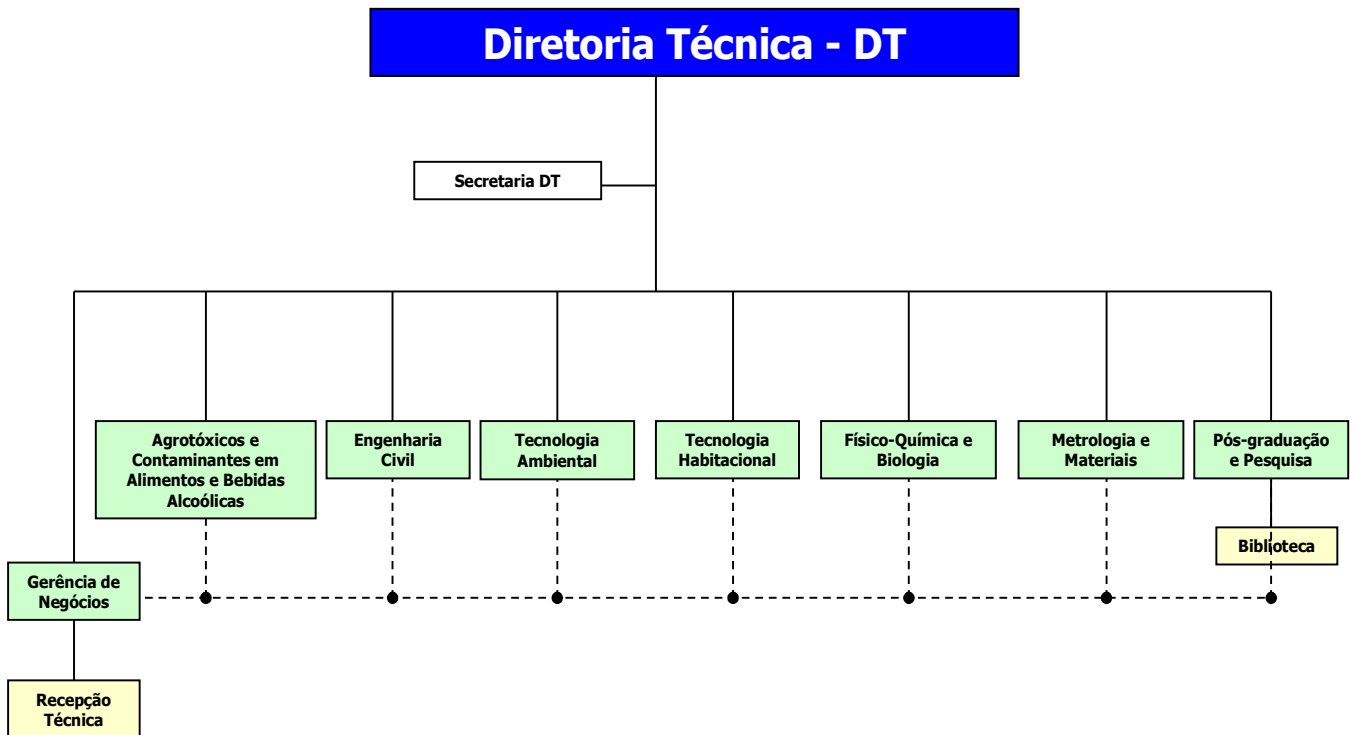 Diretoria Técnica - DT
Secretaria DT
Agrotóxicos e
Contaminantes em
Alimentos e Bebidas
Alcoólicas
Engenharia
Civil
Tecnologia
Ambiental
Tecnologia
Habitacional
Físico-Química e
Biologia
Metrologia e
Materiais
Pós-graduação
e Pesquisa
Biblioteca
Gerência de
Negócios
Recepção
Técnica